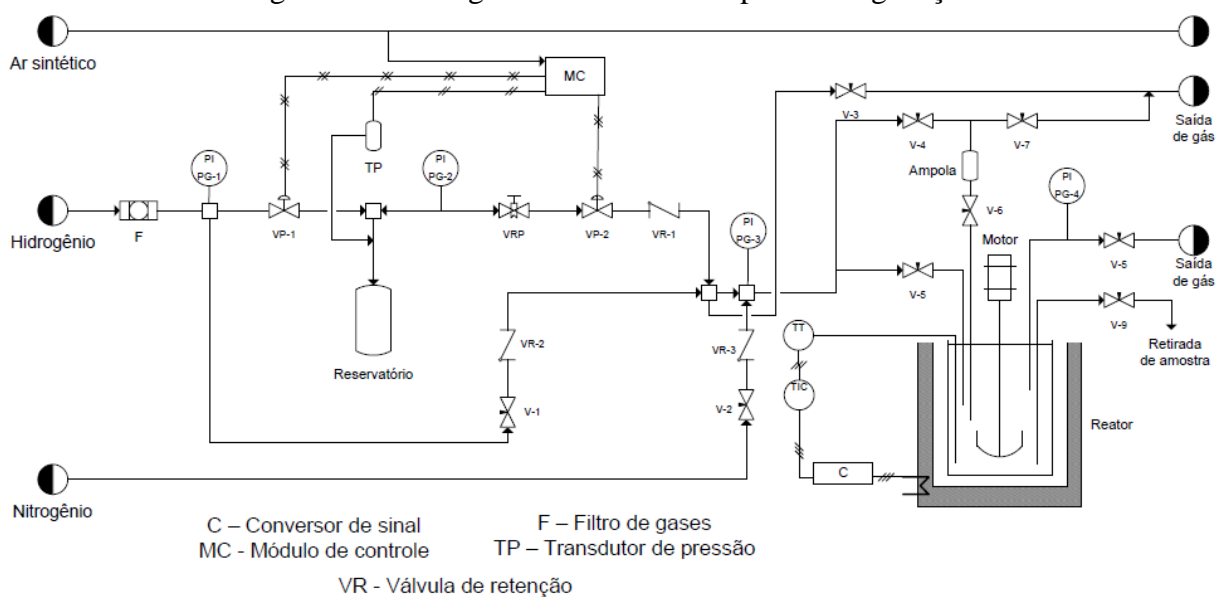 Ar sintético
MC
V-3
Saída
de gás
V-4
V-7
Ampola
TP
PI
PG-1
PI
PG-2
PI
PG-4
V-6
Hidrogênio
F
VP-1
VRP
VP-2
VR-1
PI
PG-3
Motor
V-5
Saída
de gás
V-5
V-9
TT
Retirada
de amostra
VR-2
VR-3
Reservatório
TIC
V-1
V-2
Reator
C
Nitrogênio
C – Conversor de sinal
F – Filtro de gases
MC - Módulo de controle
TP – Transdutor de pressão
VR - Válvula de retenção